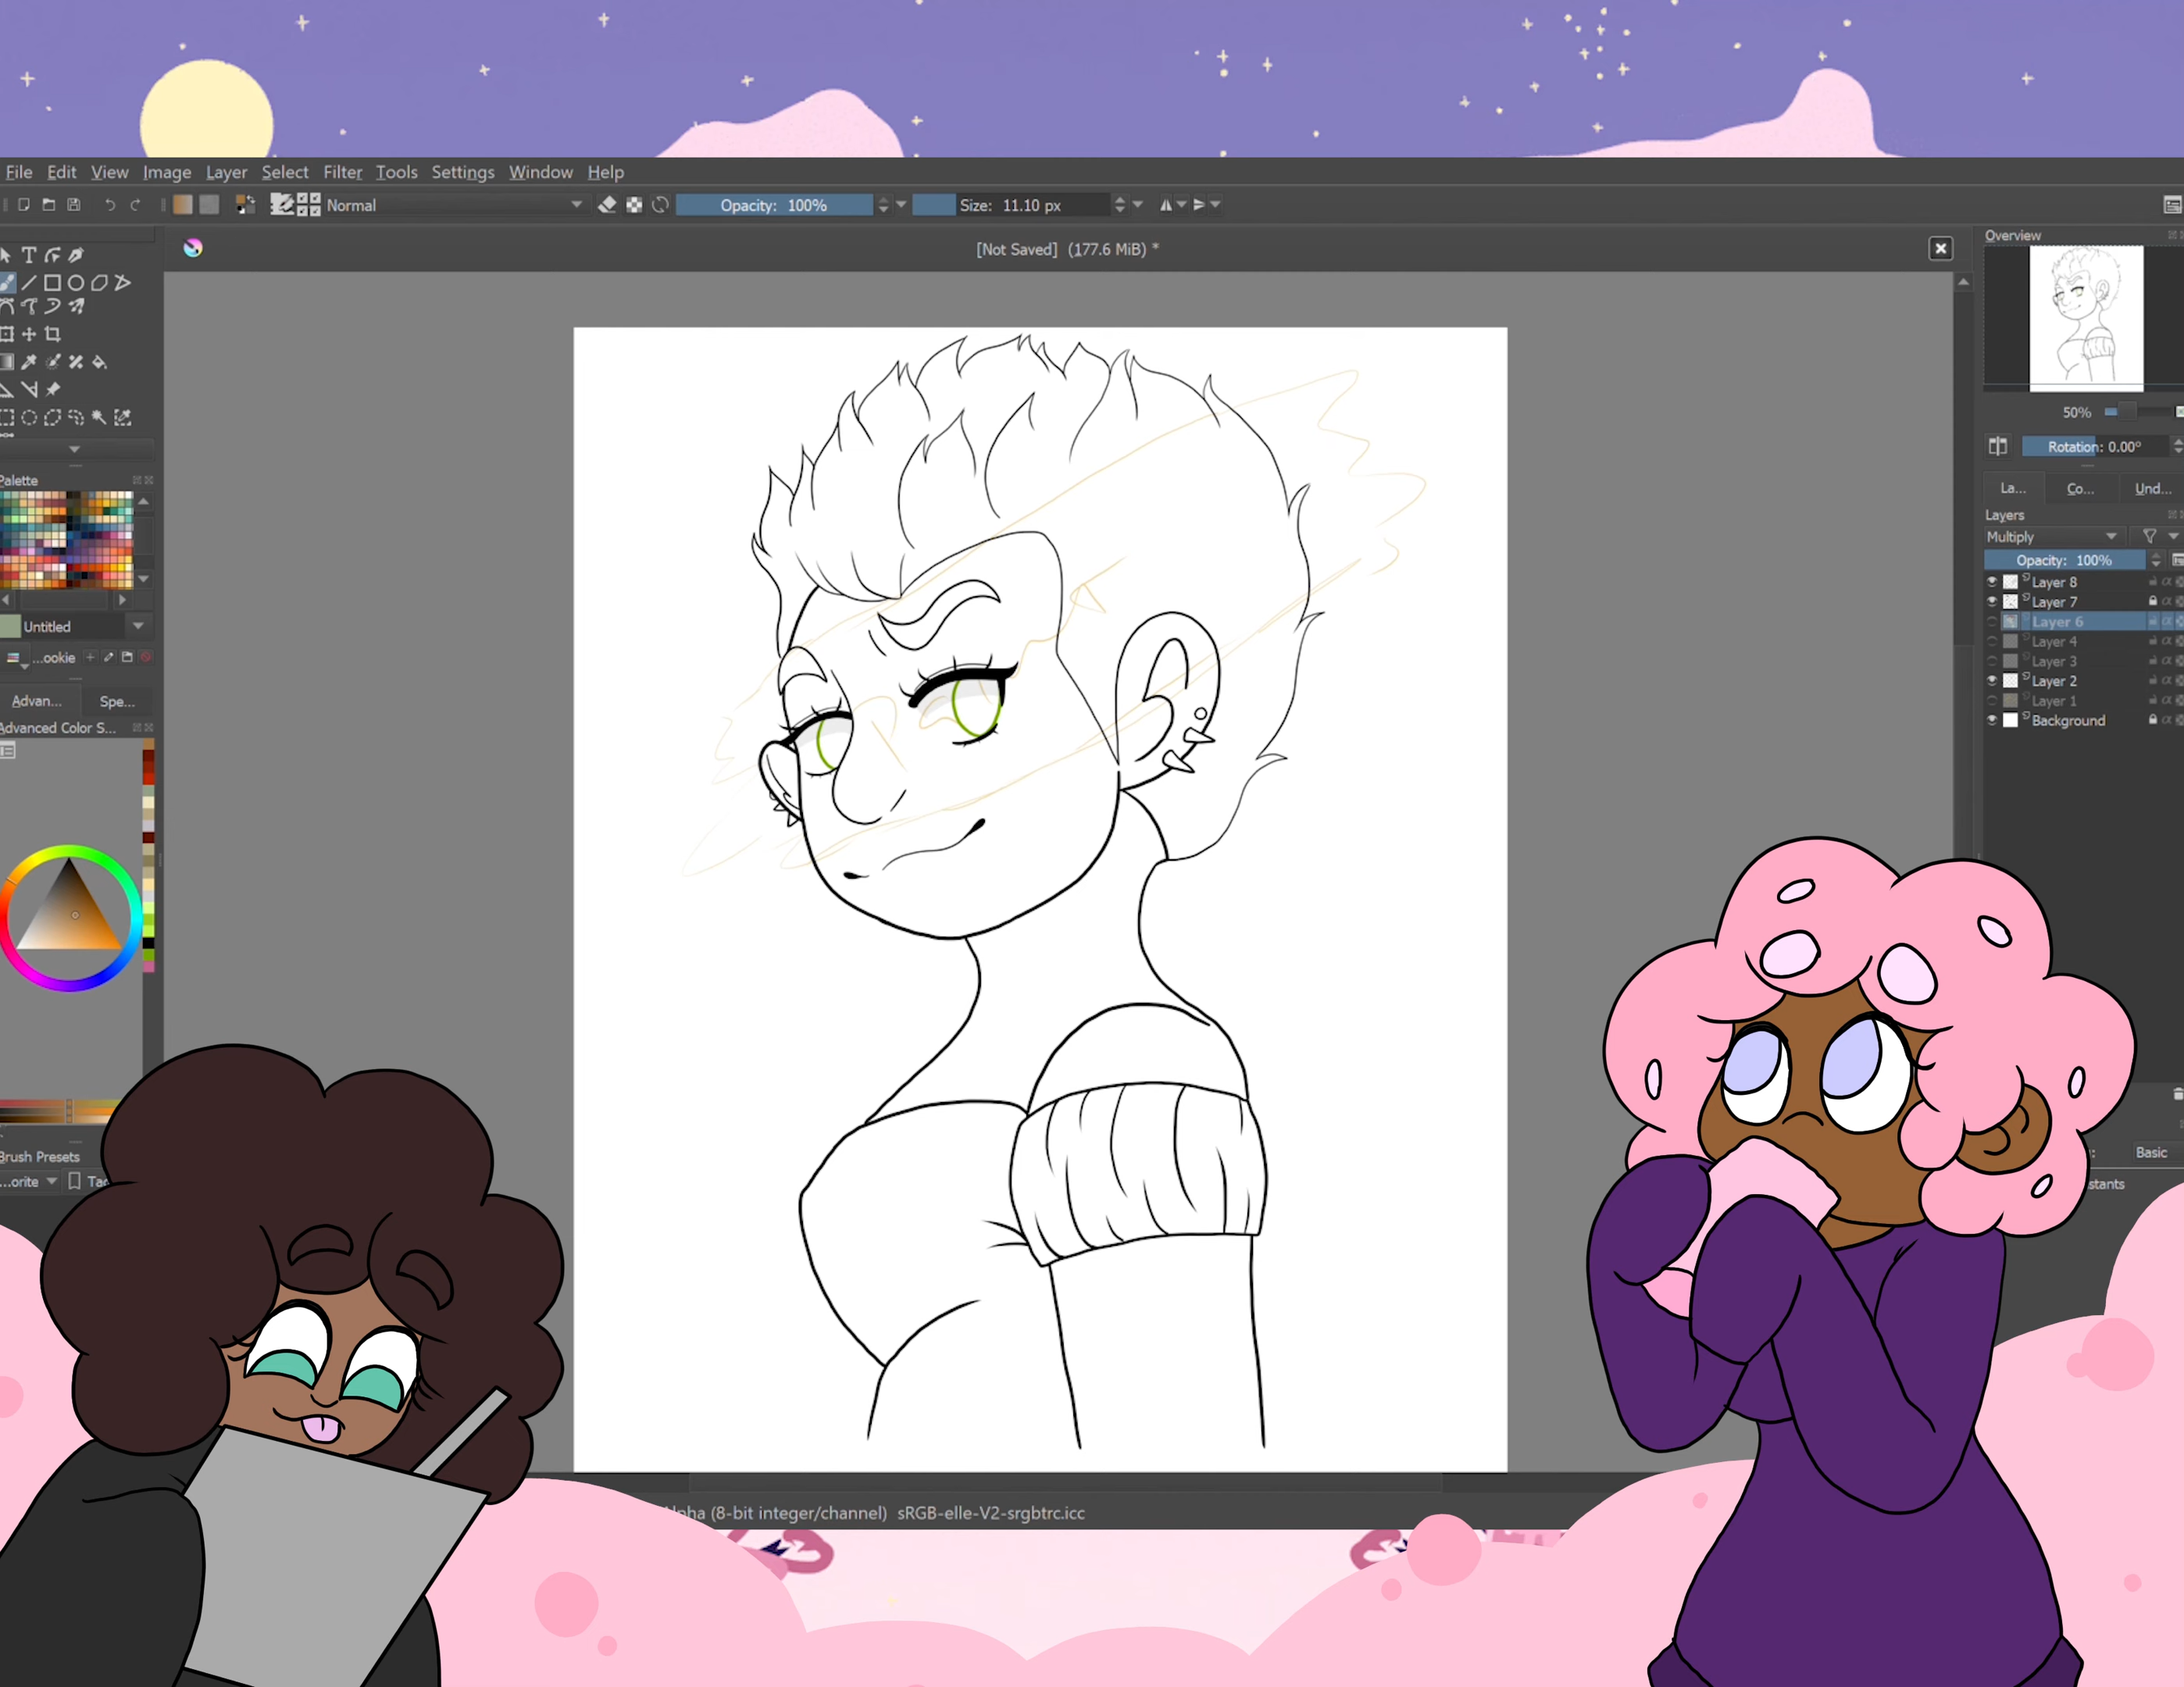 File Edit View Image Layer Select Filter Tools Settings Window Help
Normal Opacity: 100% Size: 11.10 px
[Not Saved] (177.6 MiB) *
Overview
50%
Rotation: 0.00°
La... Co... Und...
Layers
Multiply
Opacity: 100%
Layer 8
Layer 7
Layer 6
Layer 4
Layer 3
Layer 2
Layer 1
Background
Palette
Untitled
...ookie
Advan... Spe...
Advanced Color S...
Brush Presets
...orite Tag
: Basic
stants
lpha (8-bit integer/channel) sRGB-elle-V2-srgbtrc.icc